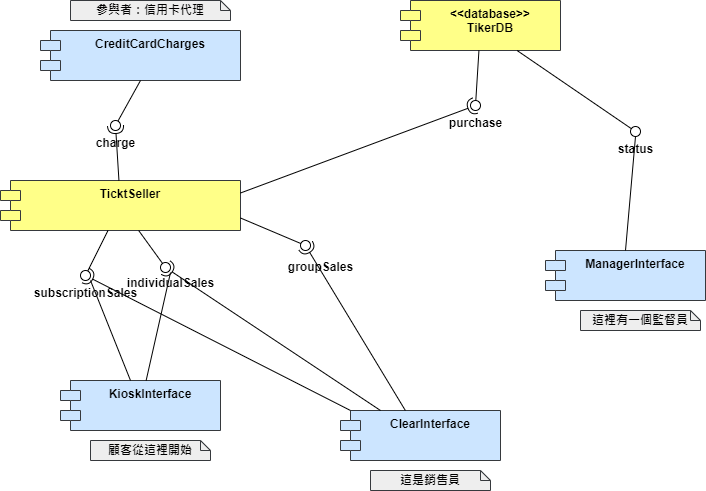 參與者：信用卡代理
CreditCardCharges
<<database>>
TikerDB
charge
purchase
status
TicktSeller
groupSales
ManagerInterface
subscriptionSales
individualSales
這裡有一個監督員
KioskInterface
ClearInterface
顧客從這裡開始
這是銷售員